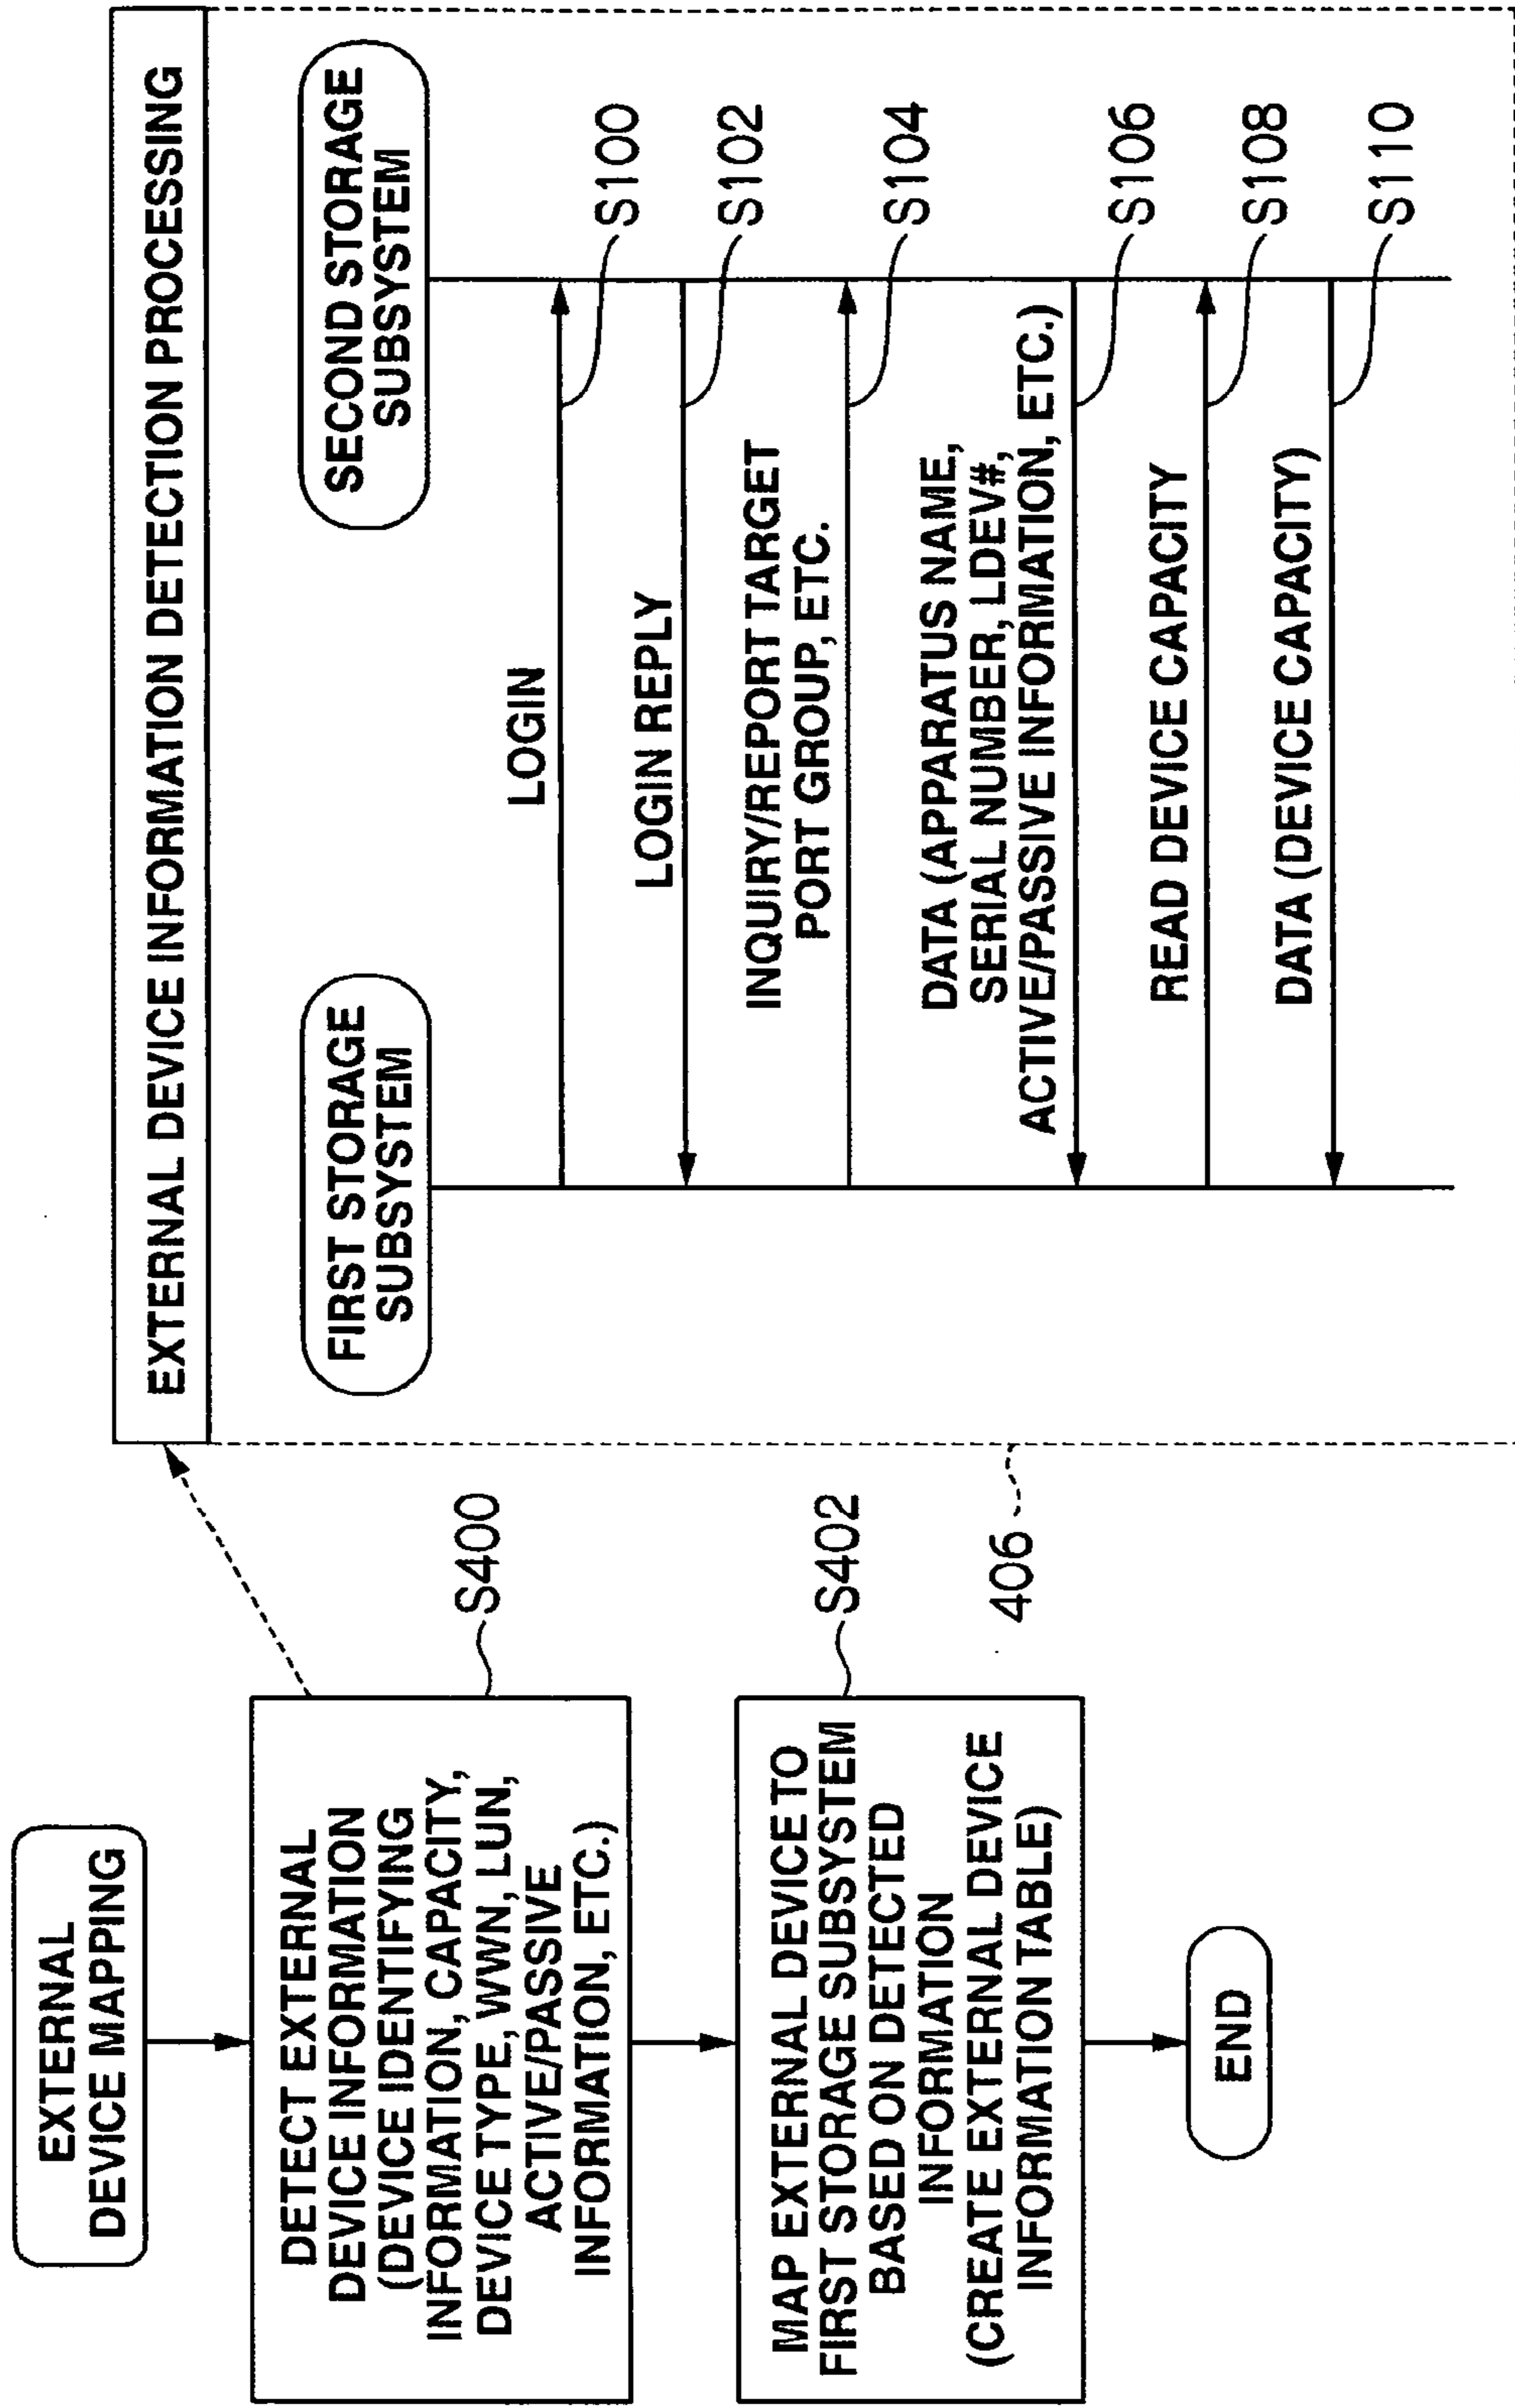 EXTERNAL
DEVICE MAPPING
DETECT EXTERNAL
DEVICE INFORMATION
(DEVICE IDENTIFYING
INFORMATION, CAPACITY,
DEVICE TYPE, WWN, LUN,
ACTIVE/PASSIVE
INFORMATION, ETC.)
S400
MAP EXTERNAL DEVICE TO
FIRST STORAGE SUBSYSTEM
BASED ON DETECTED
INFORMATION
(CREATE EXTERNAL DEVICE
INFORMATION TABLE)
S402
END
406
EXTERNAL DEVICE INFORMATION DETECTION PROCESSING
FIRST STORAGE
SUBSYSTEM
SECOND STORAGE
SUBSYSTEM
LOGIN
S100
LOGIN REPLY
S102
INQUIRY/REPORT TARGET
PORT GROUP, ETC.
S104
DATA (APPARATUS NAME,
SERIAL NUMBER, LDEV#,
ACTIVE/PASSIVE INFORMATION, ETC.)
S106
READ DEVICE CAPACITY
S108
DATA (DEVICE CAPACITY)
S110